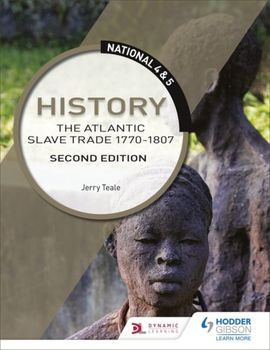 NATIONAL 4 & 5
HISTORY
THE ATLANTIC
SLAVE TRADE 1770-1807
SECOND EDITION
Jerry Teale
DYNAMIC
LEARNING
HODDER
GIBSON
LEARN MORE